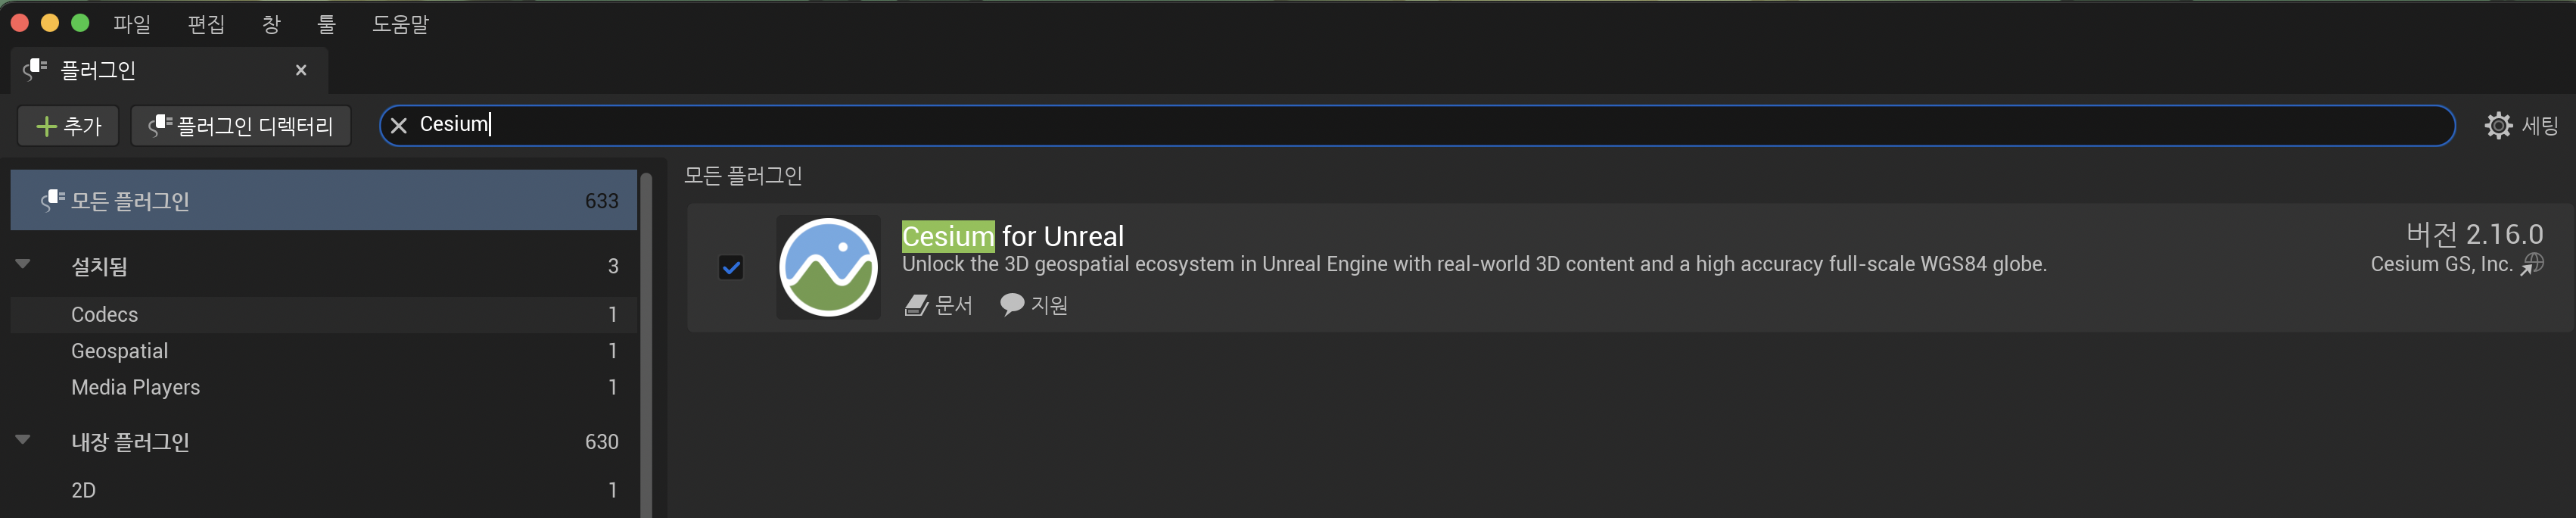 파일 편집 창 툴 도움말
플러그인
추가 플러그인 디렉터리 Cesium 세팅
모든 플러그인 633
설치됨 3
Codecs 1
Geospatial 1
Media Players 1
내장 플러그인 630
2D 1
모든 플러그인
Cesium for Unreal 버전 2.16.0
Unlock the 3D geospatial ecosystem in Unreal Engine with real-world 3D content and a high accuracy full-scale WGS84 globe. Cesium GS, Inc.
문서 지원